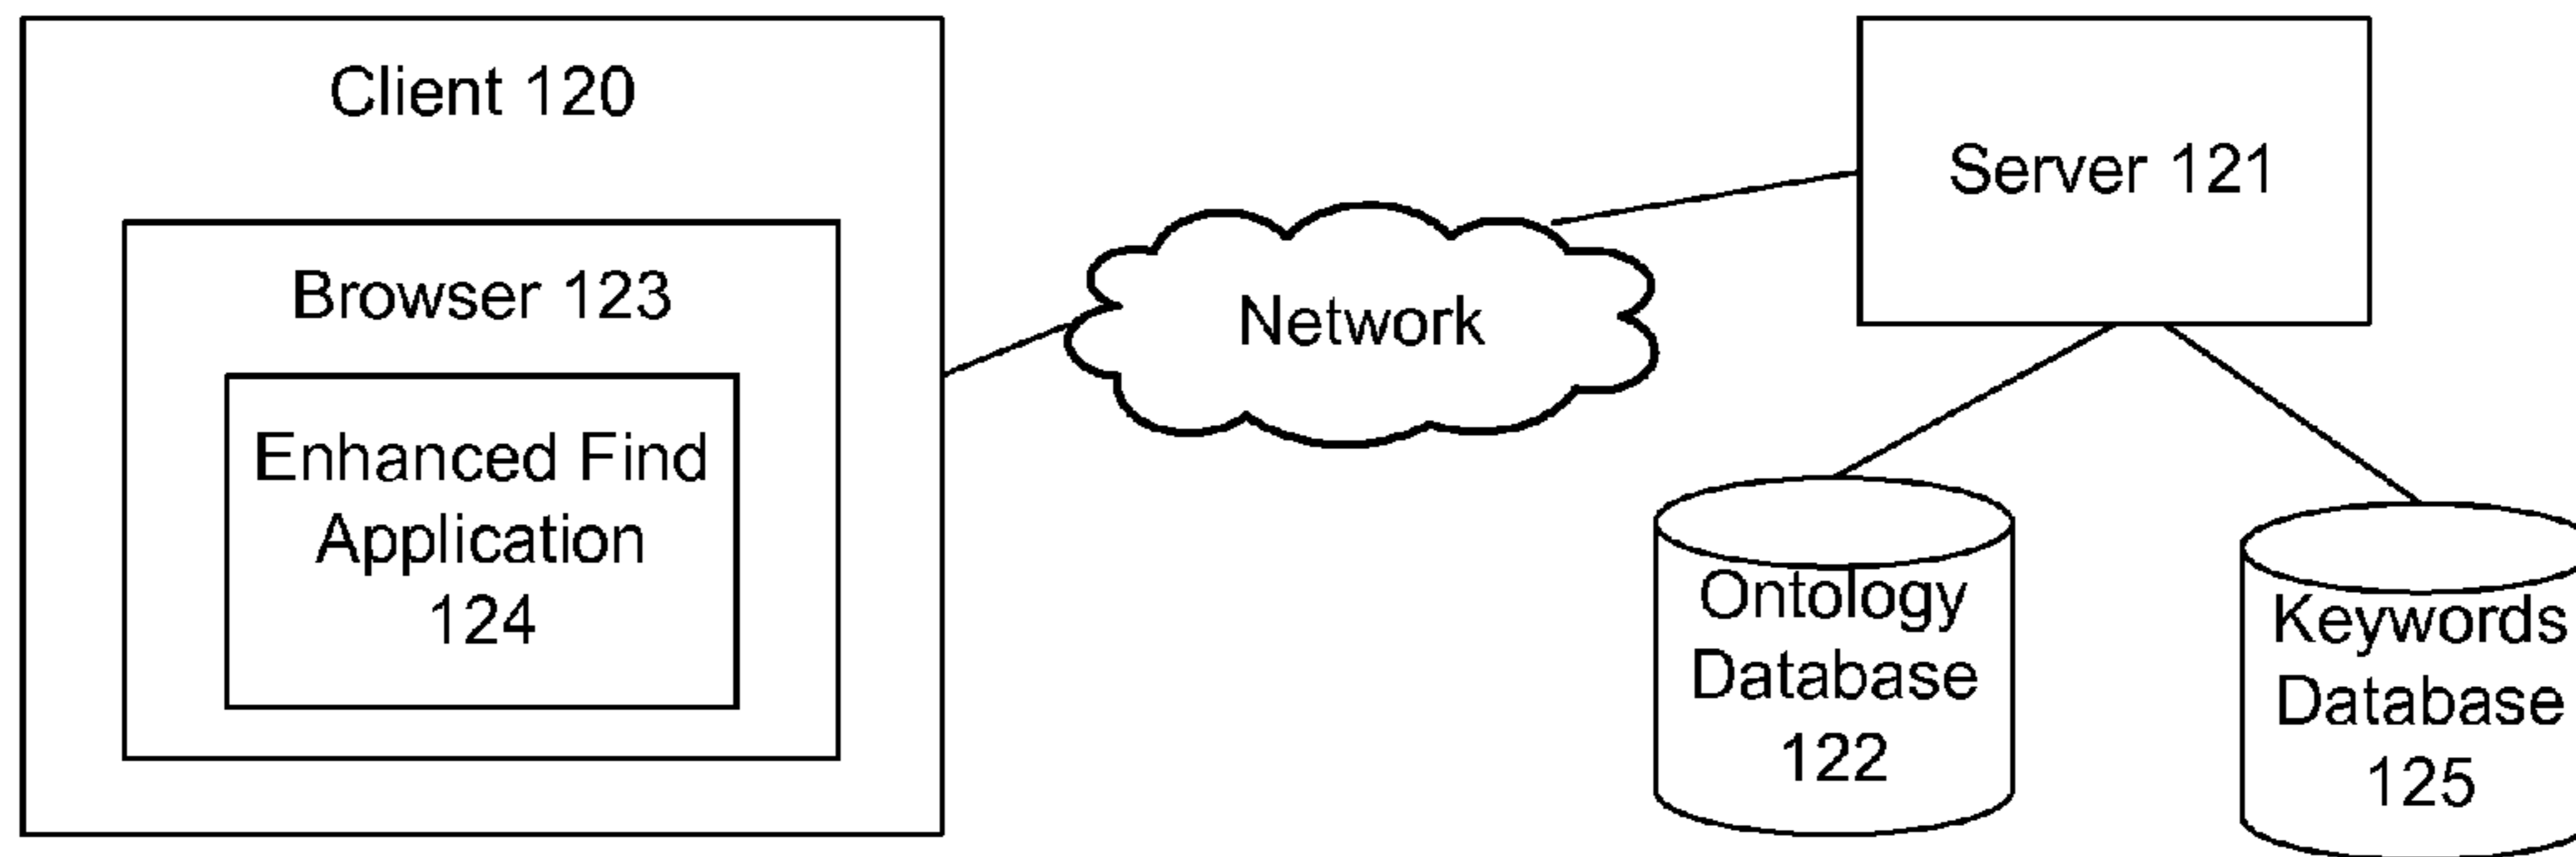 Client 120
Browser 123
Enhanced Find
Application
124
Network
Server 121
Ontology
Database
122
Keywords
Database
125